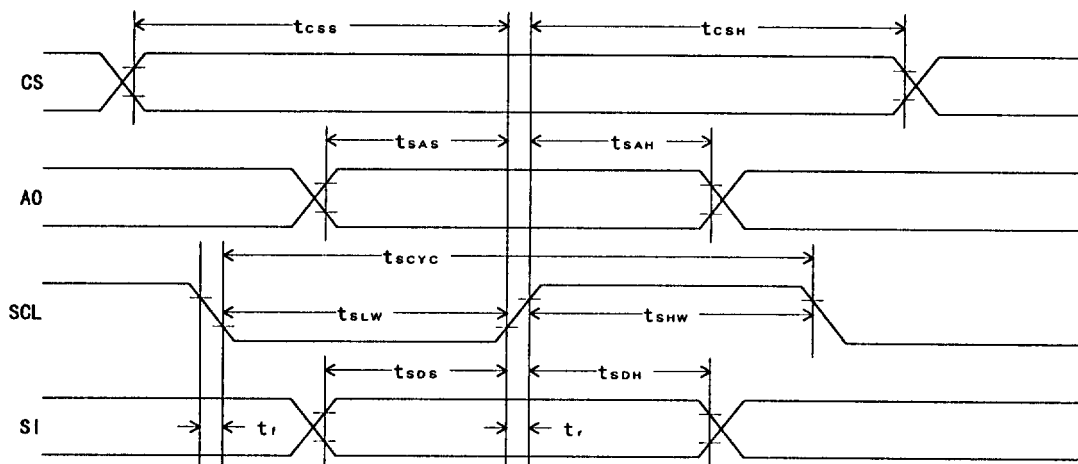 tCSS tCSH
CS
tSAS tSAH
A0
tSCYC
SCL
tSLW tSHW
tSDS tSDH
SI
tf tr